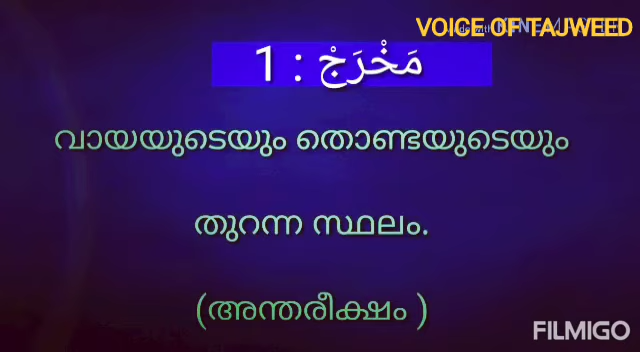 VOICE OF TAJWEED
مَخْرَجْ : 1
വായയുടെയും തൊണ്ടയുടെയും
തുറന്ന സ്ഥലം.
(അന്തരീക്ഷം )
FILMIGO